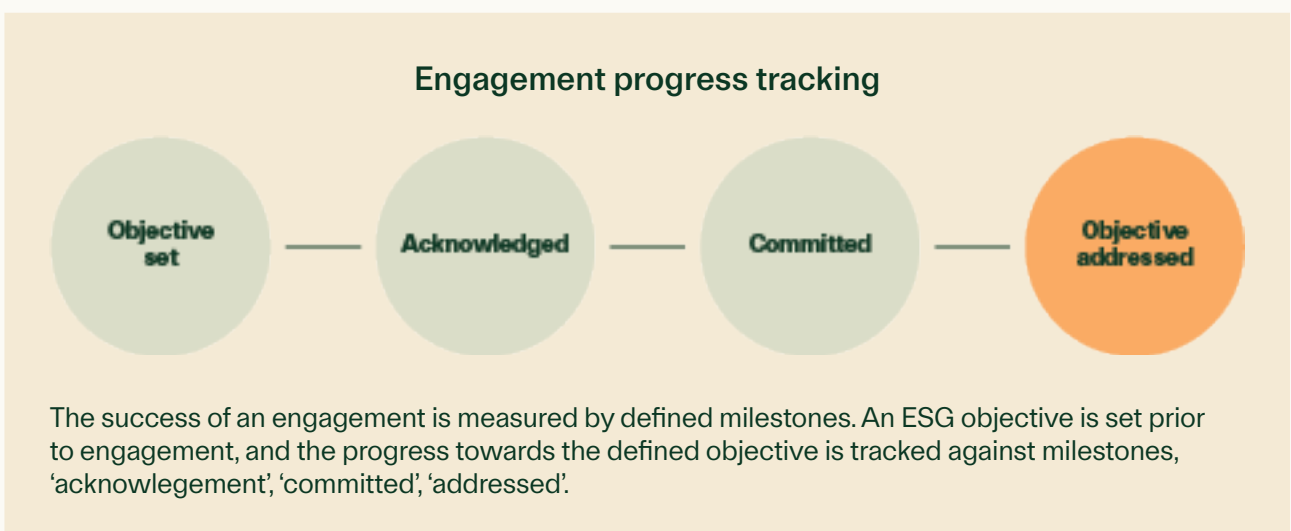 Engagement progress tracking
Objective
set
Acknowledged
Committed
Objective
addressed
The success of an engagement is measured by defined milestones. An ESG objective is set prior
to engagement, and the progress towards the defined objective is tracked against milestones,
‘acknowlegement’, ‘committed’, ‘addressed’.